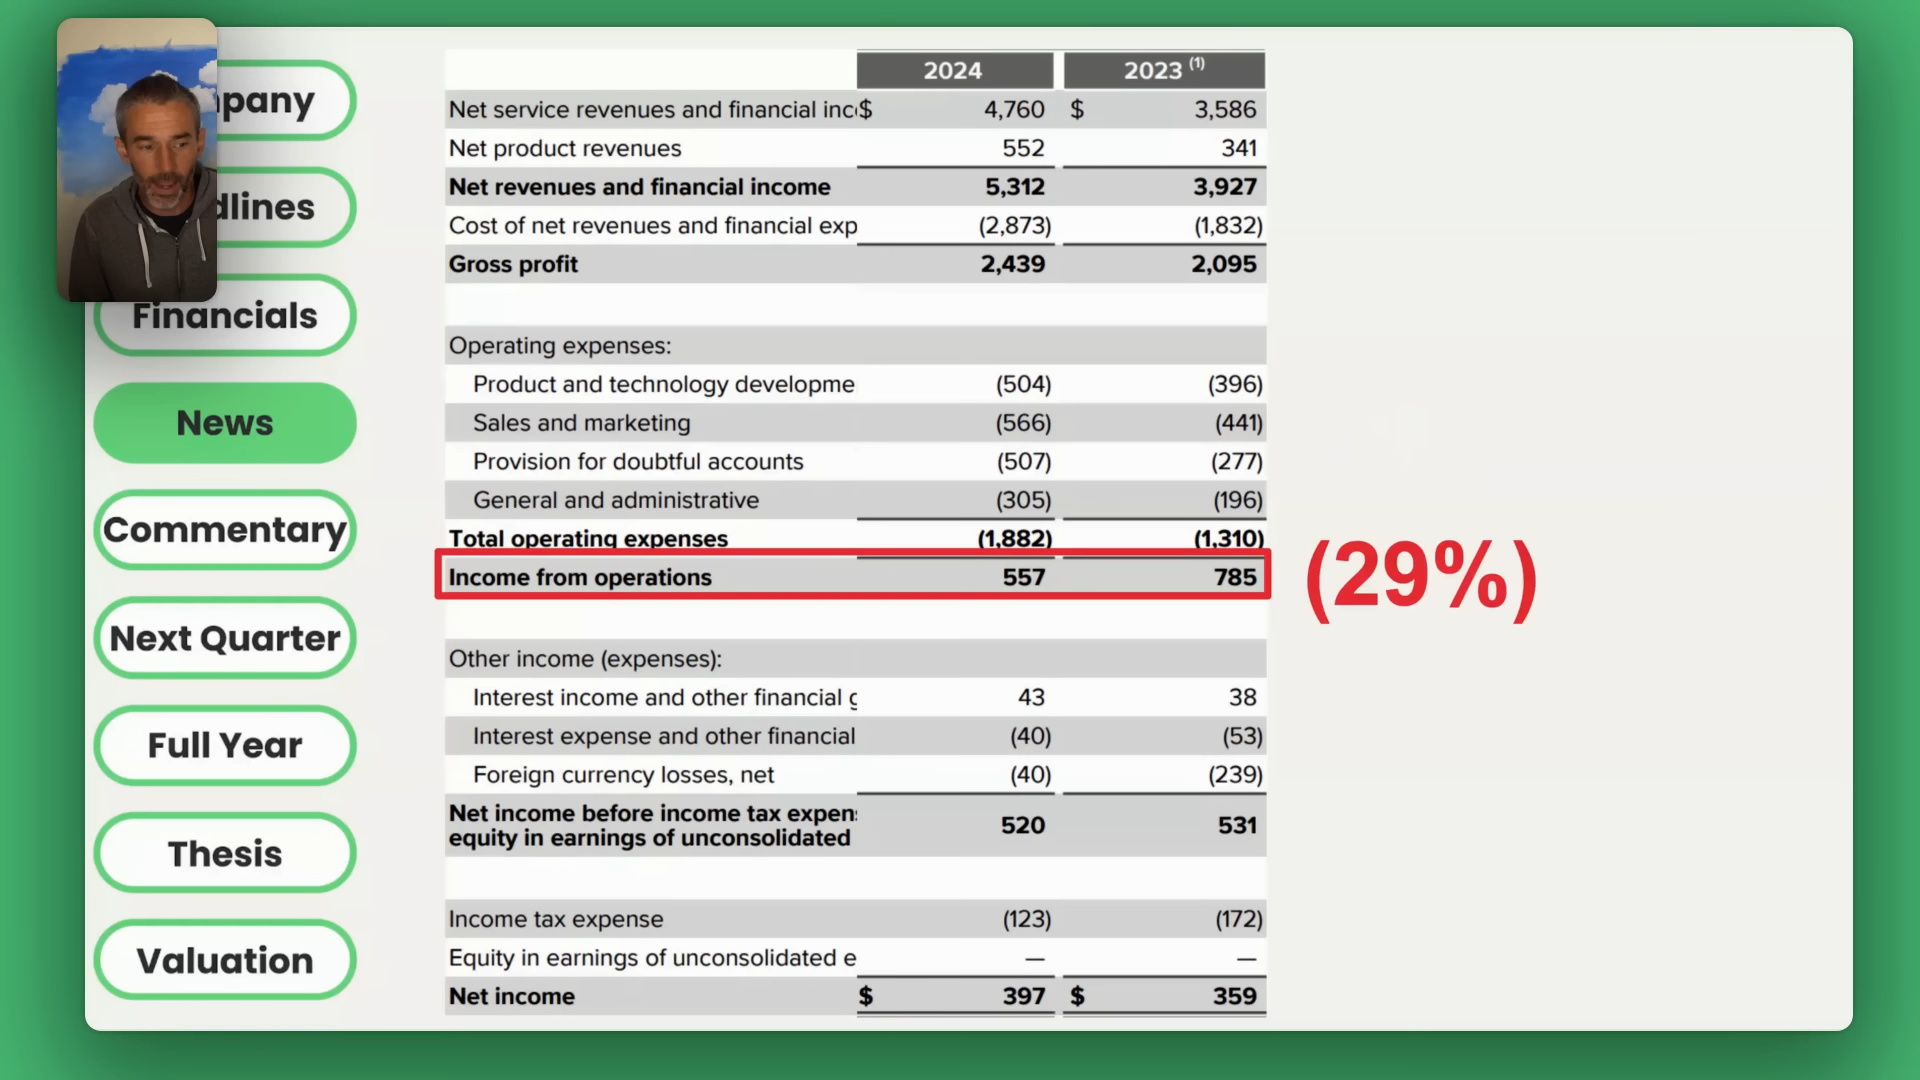 pany
dlines
Financials
News
Commentary
Next Quarter
Full Year
Thesis
Valuation
2024 2023 (1)
Net service revenues and financial inc $ 4,760 $ 3,586
Net product revenues 552 341
Net revenues and financial income 5,312 3,927
Cost of net revenues and financial exp (2,873) (1,832)
Gross profit 2,439 2,095
Operating expenses:
Product and technology developme (504) (396)
Sales and marketing (566) (441)
Provision for doubtful accounts (507) (277)
General and administrative (305) (196)
Total operating expenses (1,882) (1,310)
Income from operations 557 785
(29%)
Other income (expenses):
Interest income and other financial g 43 38
Interest expense and other financial (40) (53)
Foreign currency losses, net (40) (239)
Net income before income tax expen
equity in earnings of unconsolidated 520 531
Income tax expense (123) (172)
Equity in earnings of unconsolidated e — —
Net income $ 397 $ 359